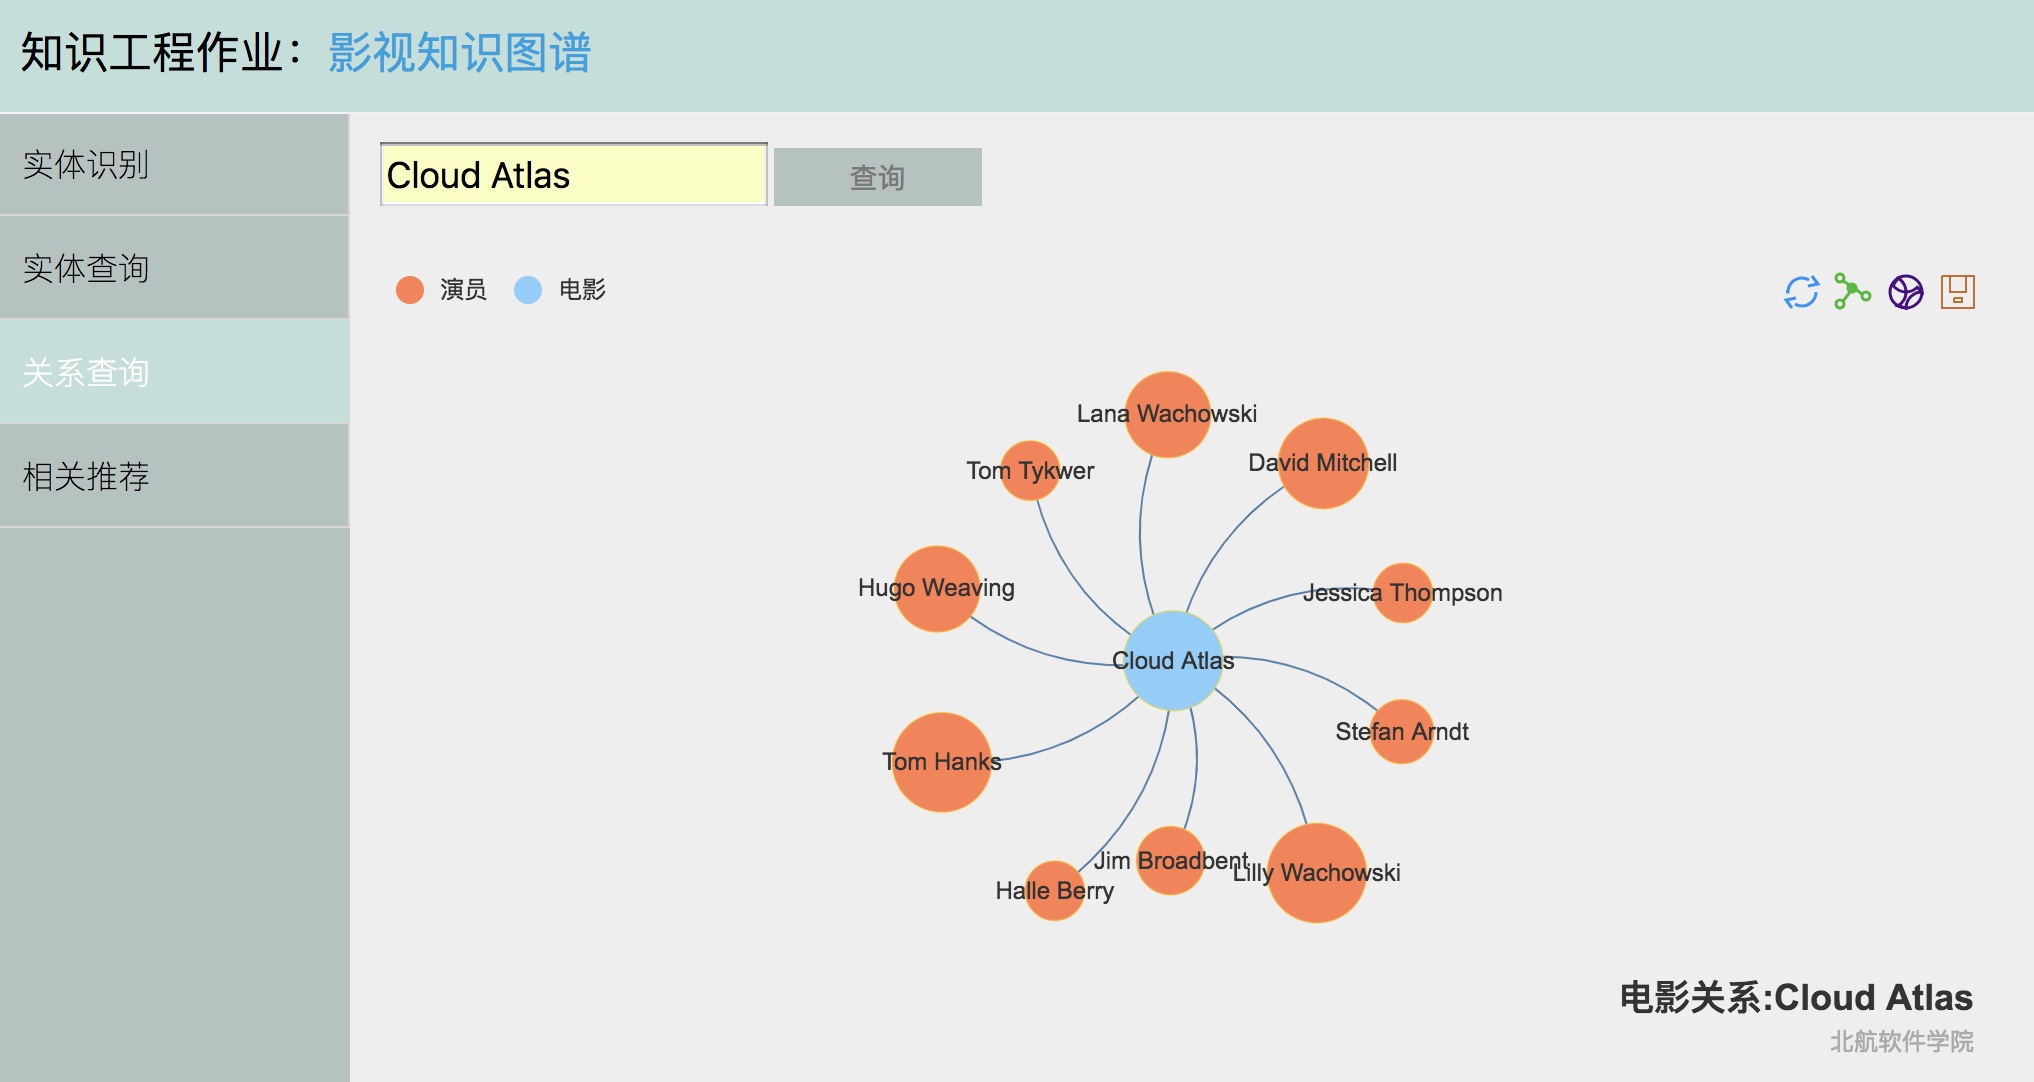 知识工程作业：影视知识图谱
实体识别
实体查询
关系查询
相关推荐
Cloud Atlas
查询
演员
电影
Lana Wachowski
David Mitchell
Tom Tykwer
Hugo Weaving
Jessica Thompson
Cloud Atlas
Stefan Arndt
Tom Hanks
Jim Broadbent
Lilly Wachowski
Halle Berry
电影关系:Cloud Atlas
北航软件学院